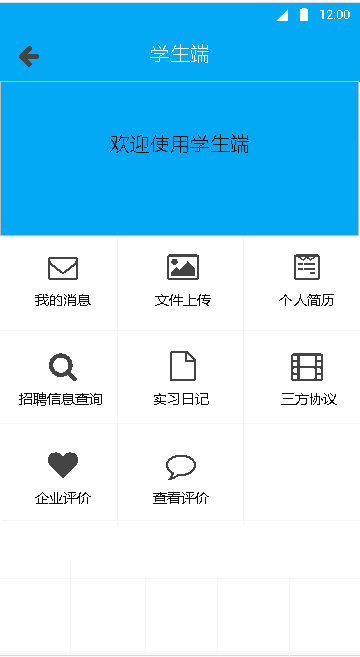 12:00
学生端
欢迎使用学生端
我的消息
文件上传
个人简历
招聘信息查询
实习日记
三方协议
企业评价
查看评价